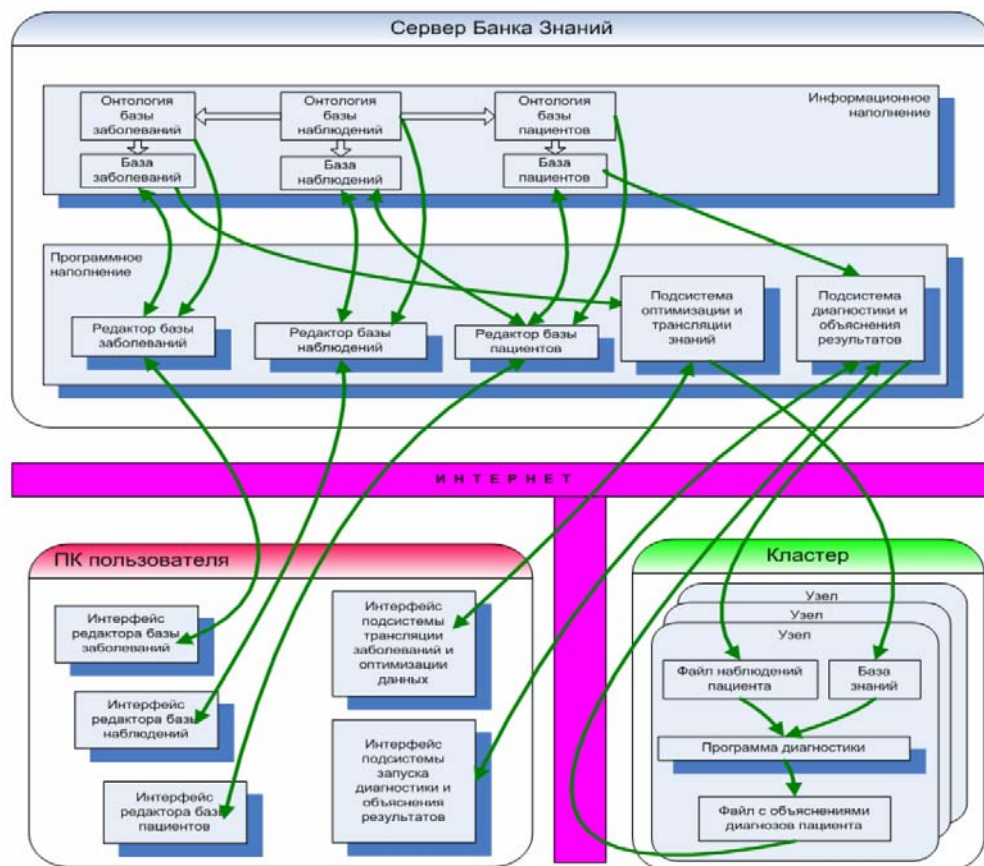 Сервер Банка Знаний
Информационное
наполнение
Онтология
базы
заболеваний
Онтология
базы
наблюдений
Онтология
базы
пациентов
База
заболеваний
База
наблюдений
База
пациентов
Программное
наполнение
Редактор базы
заболеваний
Редактор базы
наблюдений
Редактор базы
пациентов
Подсистема
оптимизации и
трансляции
знаний
Подсистема
диагностики и
объяснения
результатов
ИНТЕРНЕТ
ПК пользователя
Интерфейс
редактора базы
заболеваний
Интерфейс
редактора базы
наблюдений
Интерфейс
редактора базы
пациентов
Интерфейс
подсистемы
трансляции
заболеваний и
оптимизации
данных
Интерфейс
подсистемы
запуска
диагностики и
объяснения
результатов
Кластер
Узел
Узел
Узел
Файл наблюдений
пациента
База
знаний
Программа диагностики
Файл с объяснениями
диагнозов пациента